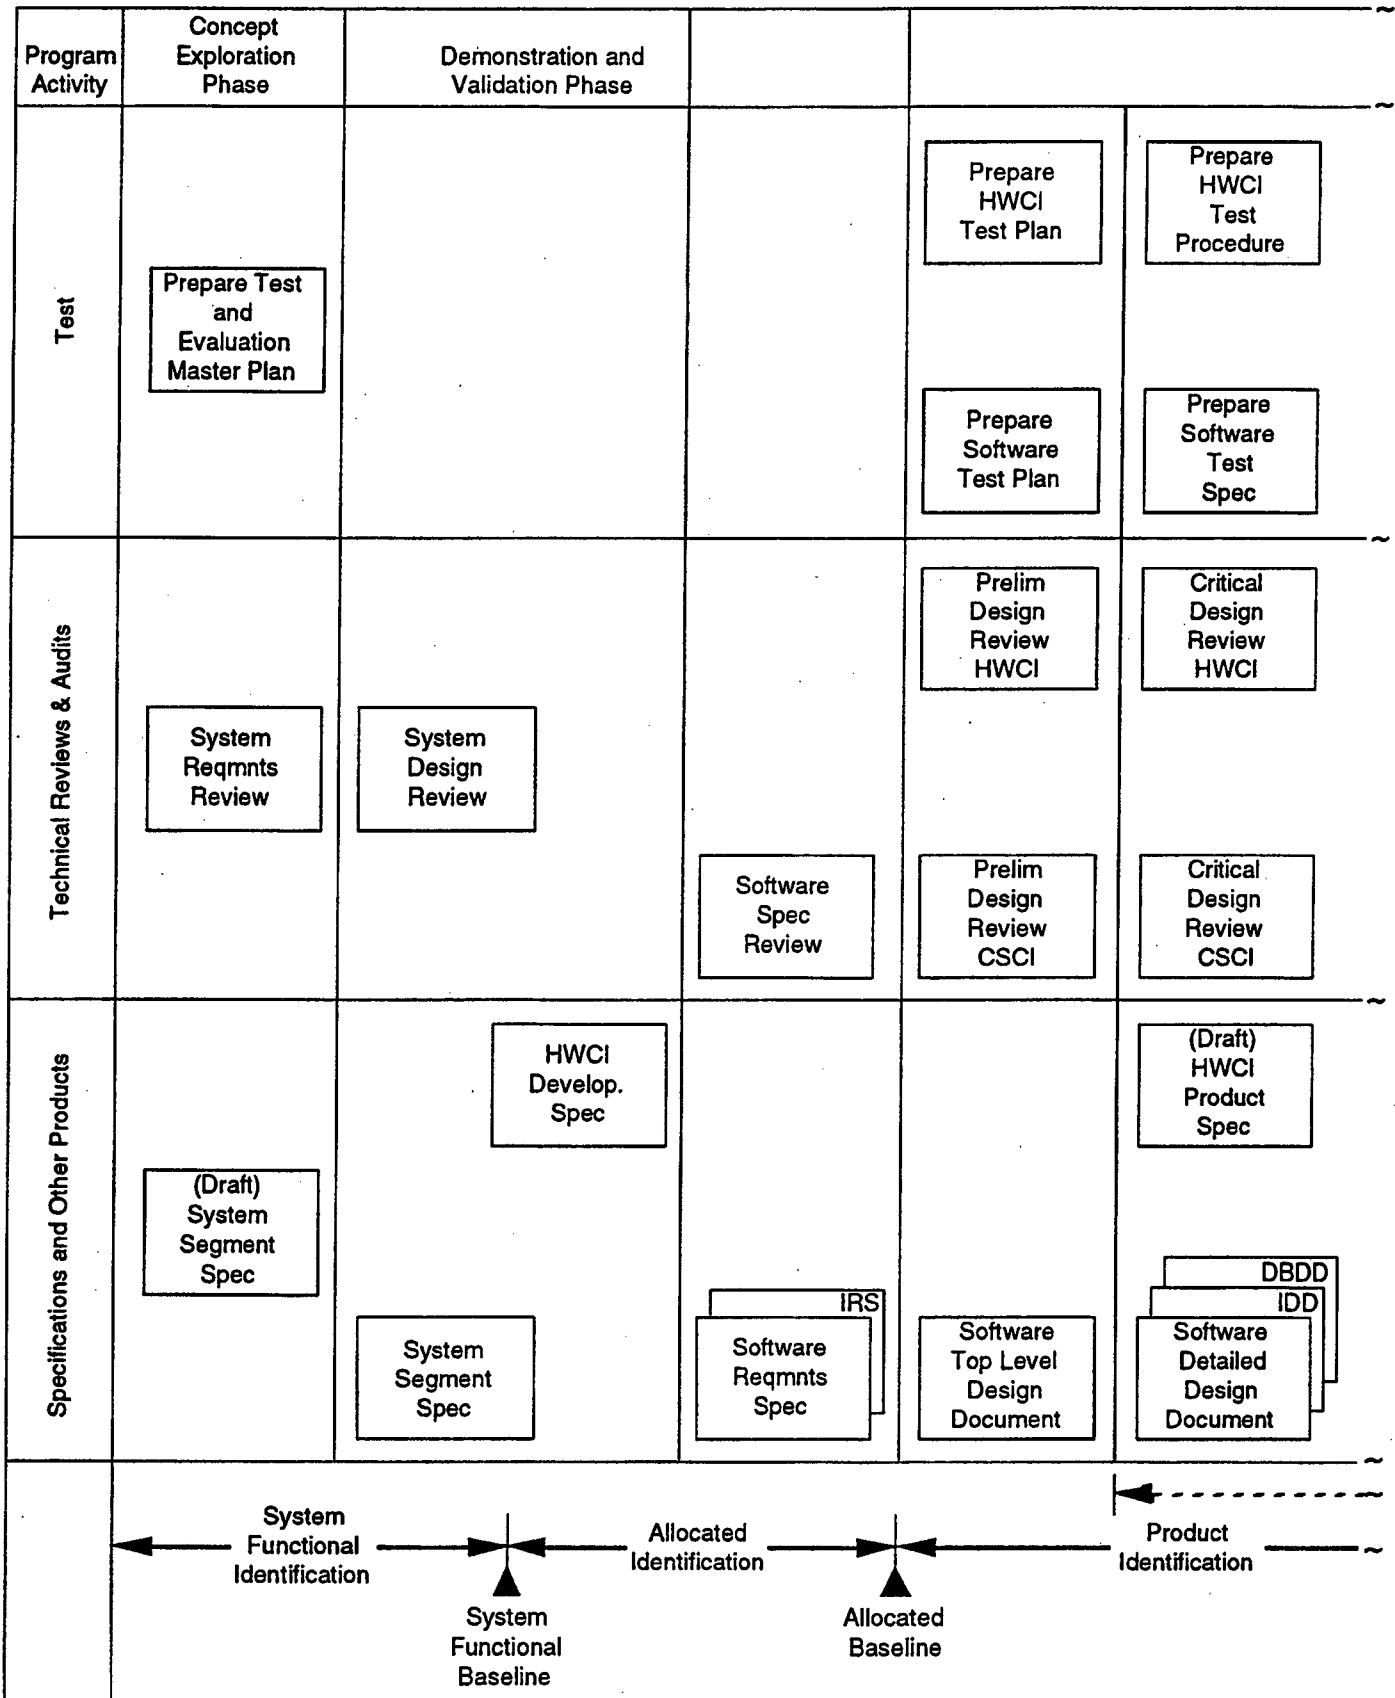 Program
Activity
Concept
Exploration
Phase
Demonstration and
Validation Phase
Test
Prepare Test
and
Evaluation
Master Plan
Prepare
HWCI
Test Plan
Prepare
HWCI
Test
Procedure
Prepare
Software
Test Plan
Prepare
Software
Test
Spec
Technical Reviews & Audits
System
Reqmnts
Review
System
Design
Review
Software
Spec
Review
Prelim
Design
Review
HWCI
Critical
Design
Review
HWCI
Prelim
Design
Review
CSCI
Critical
Design
Review
CSCI
Specifications and Other Products
(Draft)
System
Segment
Spec
HWCI
Develop.
Spec
System
Segment
Spec
IRS
Software
Reqmnts
Spec
Software
Top Level
Design
Document
(Draft)
HWCI
Product
Spec
DBDD
IDD
Software
Detailed
Design
Document
System
Functional
Identification
Allocated
Identification
Product
Identification
System
Functional
Baseline
Allocated
Baseline